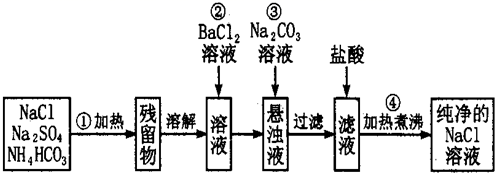 ②
BaCl₂
溶液
③
Na₂CO₃
溶液
盐酸
NaCl
Na₂SO₄
NH₄HCO₃
①加热
残留物
溶解
溶液
悬浊液
过滤
滤液
④
加热煮沸
纯净的
NaCl
溶液